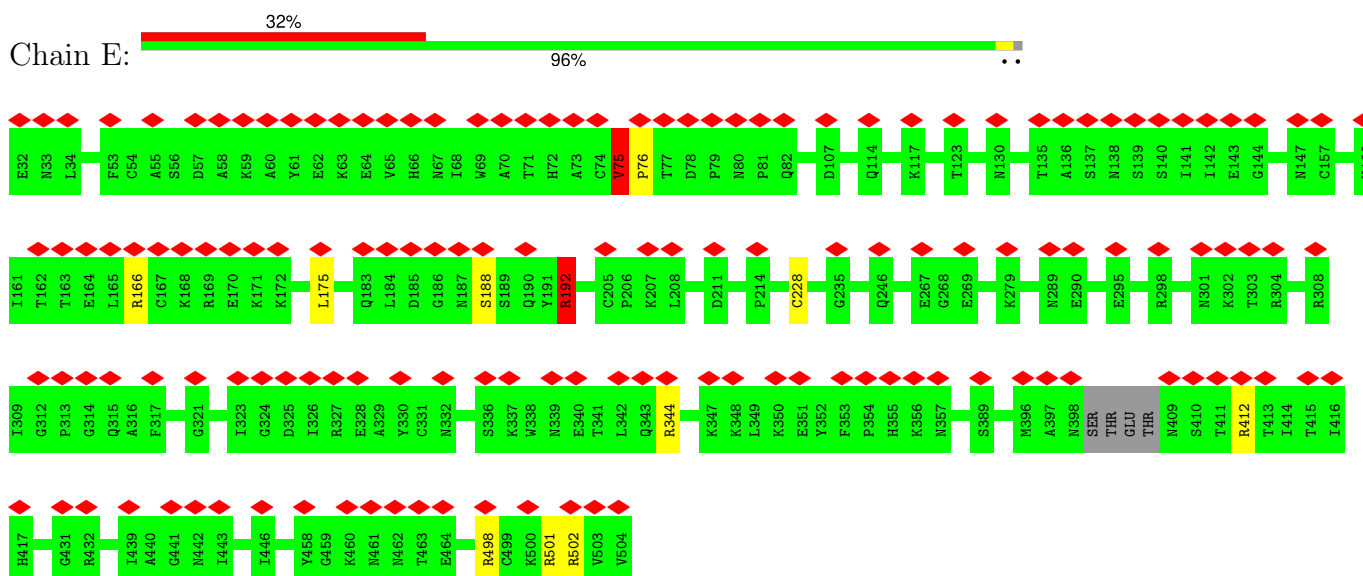 32%
Chain E:
96%
E32 N33 L34 F53 C54 A55 S56 D57 A58 K59 A60 Y61 E62 K63 E64 V65 H66 N67 I68 W69 A70 T71 H72 A73 C74 V75 P76 T77 D78 P79 N80 P81 Q82 D107 Q114 K117 T123 N130 T135 A136 S137 N138 S139 S140 I141 I142 E143 G144 N147 C157
I161 T162 T163 E164 L165 R166 C167 K168 R169 E170 K171 K172 L175 Q183 L184 D185 G186 N187 S188 S189 Q190 Y191 R192 C205 P206 K207 L208 D211 P214 C228 G235 Q246 E267 G268 E269 K279 N289 E290 E295 R298 N301 K302 T303 R304 R308
I309 G312 P313 G314 Q315 A316 F317 G321 I323 G324 D325 I326 R327 E328 A329 Y330 C331 N332 S336 K337 W338 N339 E340 T341 L342 Q343 R344 K347 K348 L349 K350 E351 Y352 F353 P354 H355 K356 N357 S389 M396 A397 N398 SER THR GLU THR N409 S410 T411 R412 T413 I414 T415 I416
H417 G431 R432 I439 A440 G441 N442 I443 I446 Y458 G459 K460 N461 N462 T463 E464 R498 C499 K500 R501 R502 V503 V504